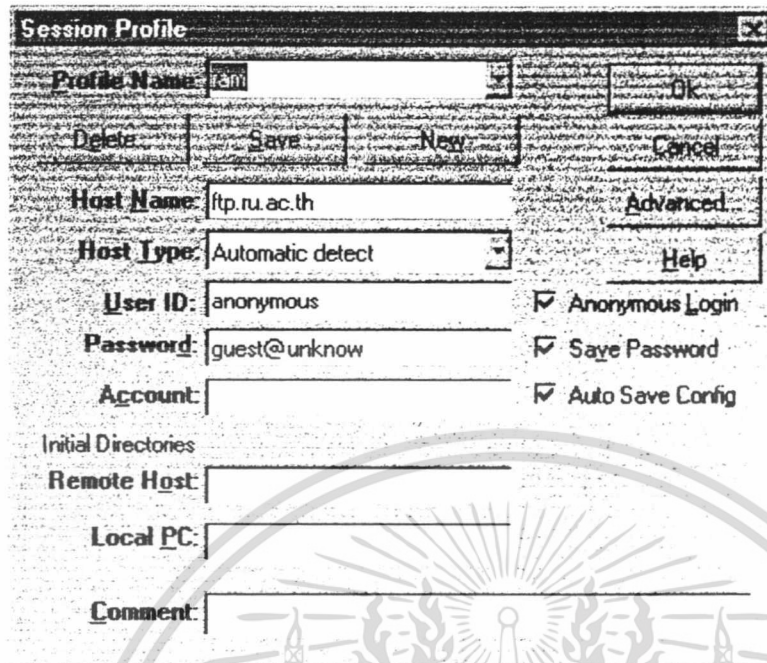 Session Profile
Profile Name: ram
Ok
Delete Save New
Cancel
Host Name: ftp.ru.ac.th
Advanced...
Host Type: Automatic detect
Help
User ID: anonymous
Anonymous Login
Password: guest@unknow
Save Password
Account:
Auto Save Config
Initial Directories
Remote Host:
Local PC:
Comment: